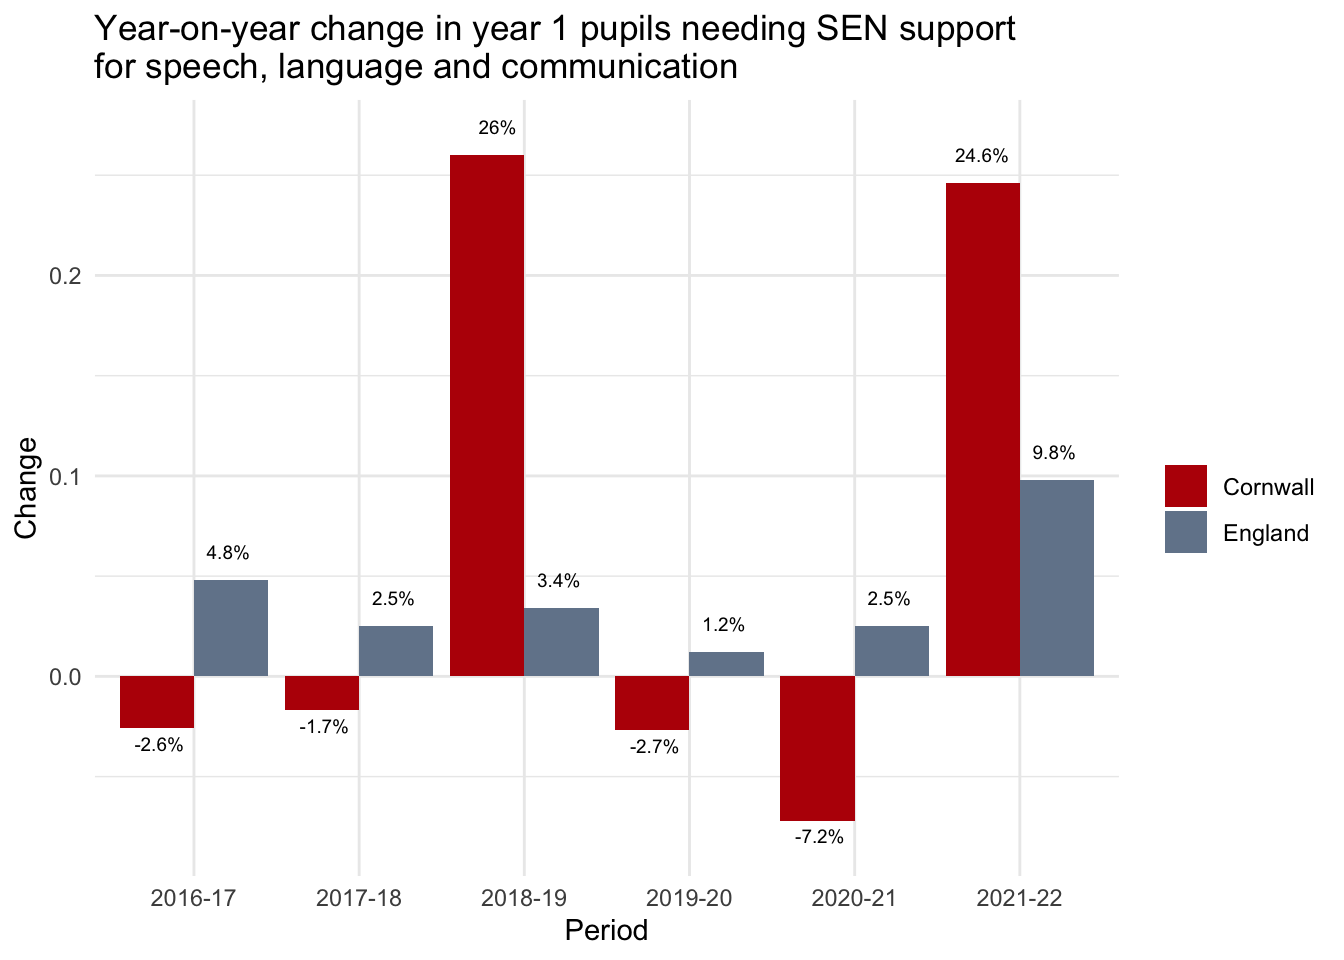 Year-on-year change in year 1 pupils needing SEN support
for speech, language and communication
26%
24.6%
0.2
9.8%
Change
0.1
Cornwall
England
4.8%
3.4%
2.5%
1.2%
2.5%
0.0
-2.6%
-1.7%
-2.7%
-7.2%
2016-17 2017-18 2018-19 2019-20 2020-21 2021-22
Period